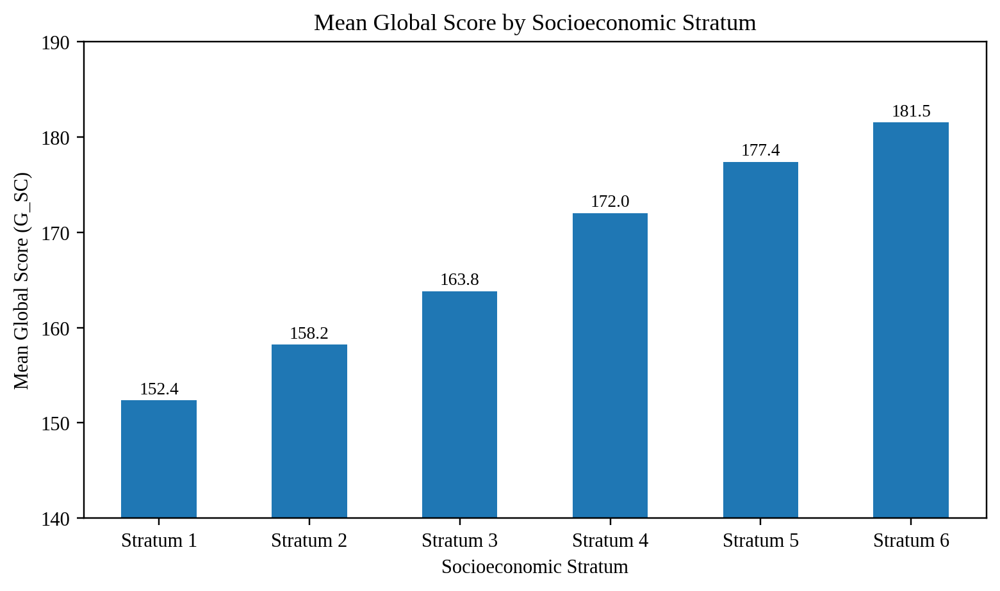 Mean Global Score by Socioeconomic Stratum
Mean Global Score (G_SC)
190
180
170
160
150
140
152.4
158.2
163.8
172.0
177.4
181.5
Stratum 1
Stratum 2
Stratum 3
Stratum 4
Stratum 5
Stratum 6
Socioeconomic Stratum